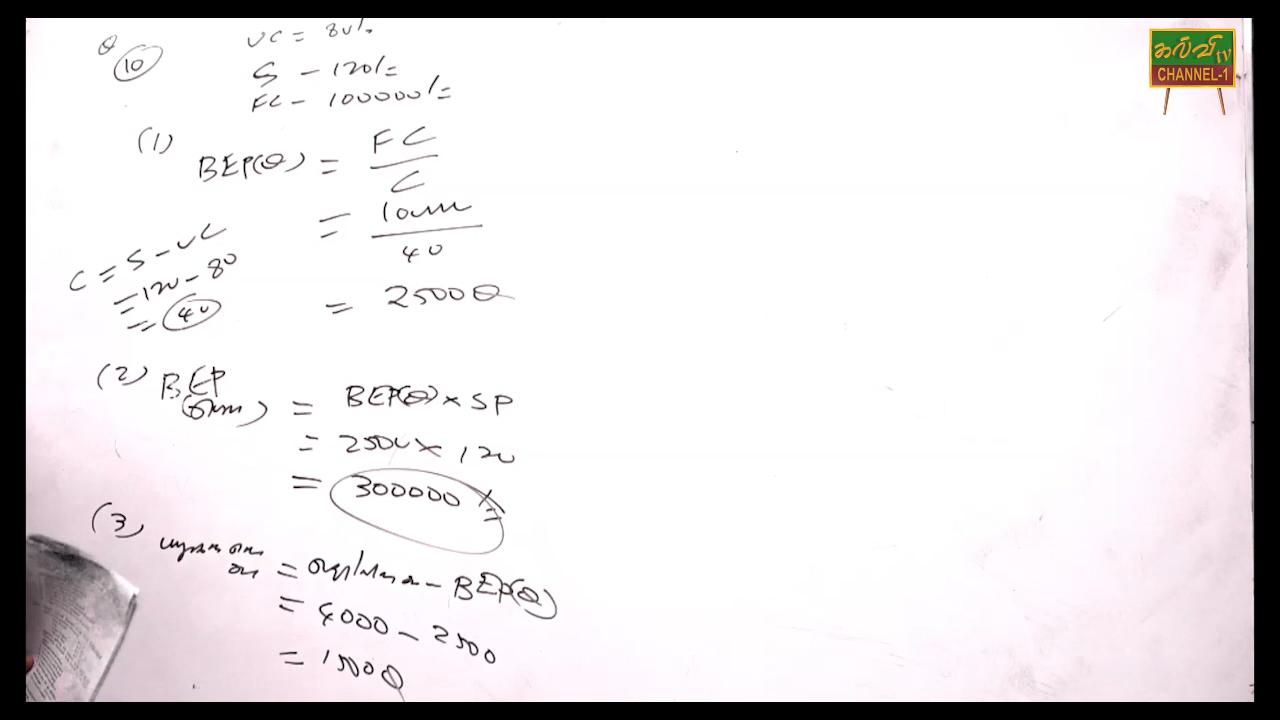 கல்வி TV
CHANNEL-1
Q
10
VC = 80/=
S - 120/=
FC - 100000/=
(1)
BEP(Q) = FC
C
= 100000
40
= 2500Q
C = S - VC
= 120 - 80
= 40
(2) BEP
= BEP(Q) x SP
= 2500 x 120
= 300000/=
(3)
= - BEP(Q)
= 4000 - 2500
= 1500Q